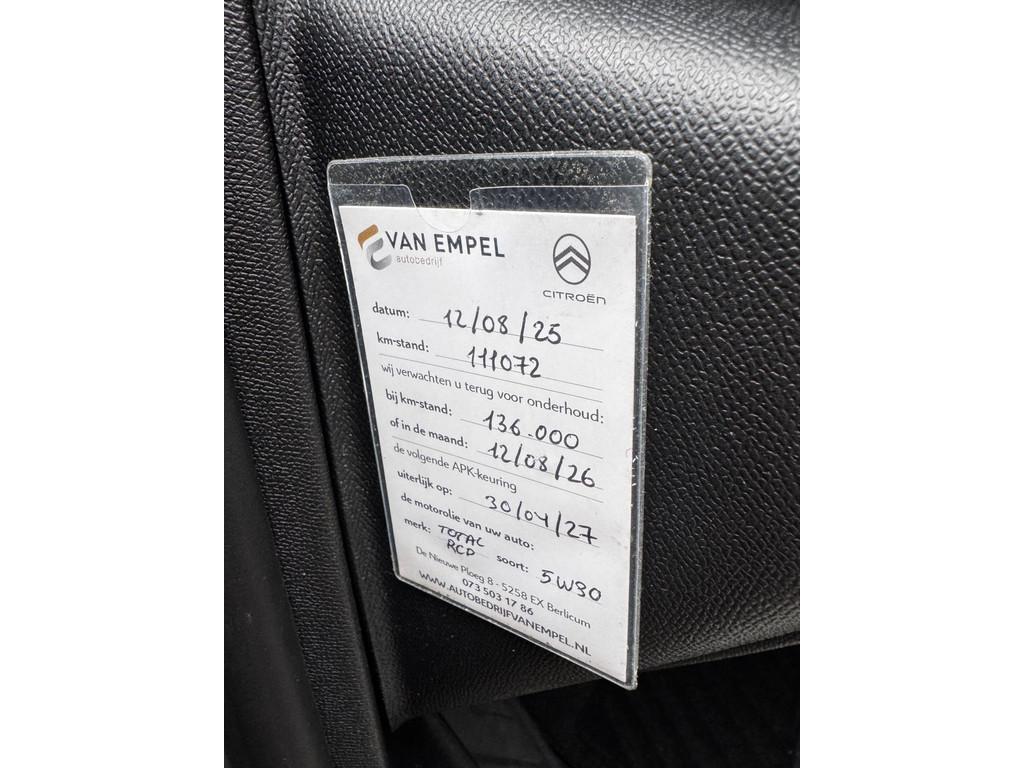 VAN EMPEL
autobedrijf
CITROËN
datum: 12/08/25
km-stand: 111072
wij verwachten u terug voor onderhoud:
bij km-stand: 136.000
of in de maand: 12/08/26
de volgende APK-keuring
uiterlijk op: 30/04/27
de motorolie van uw auto:
merk: TOTAL RCP soort: 5W30
De Nieuwe Ploeg 8 - 5258 EX Berlicum
073 503 17 86
WWW.AUTOBEDRIJFVANEMPEL.NL